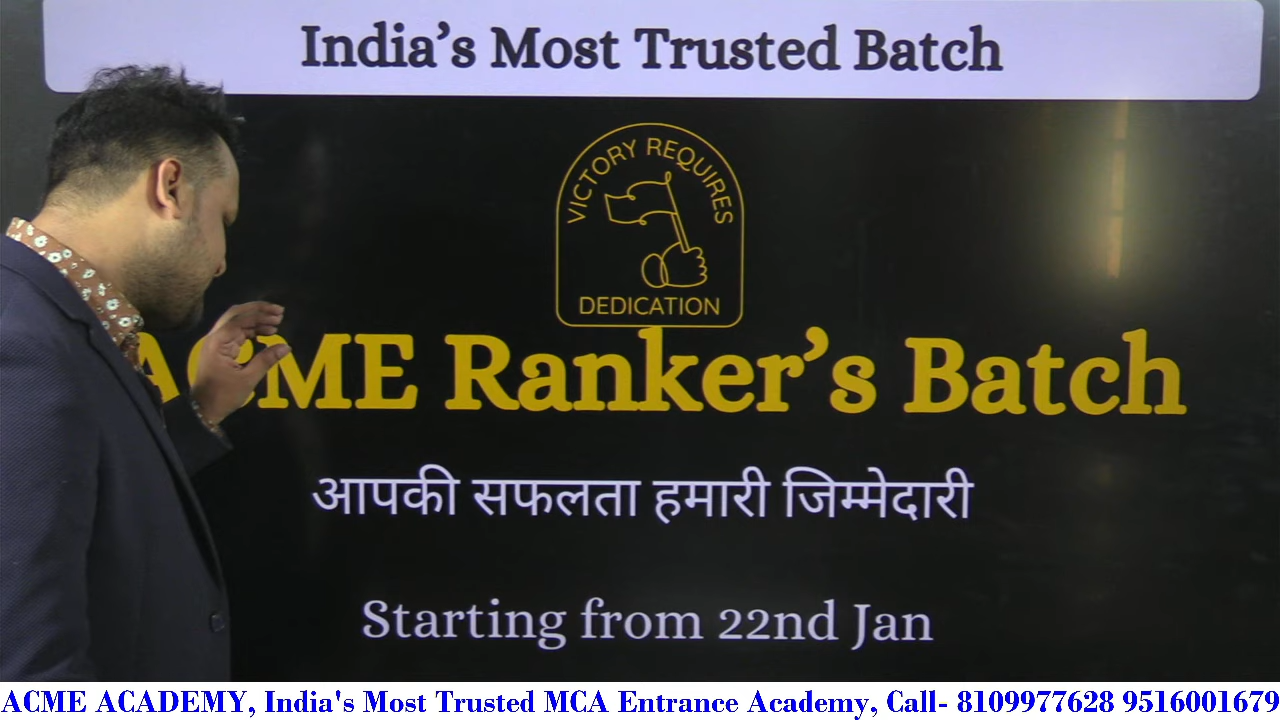 India's Most Trusted Batch
VICTORY REQUIRES
DEDICATION
ACME Ranker's Batch
आपकी सफलता हमारी जिम्मेदारी
Starting from 22nd Jan
ACME ACADEMY, India's Most Trusted MCA Entrance Academy, Call- 8109977628 9516001679